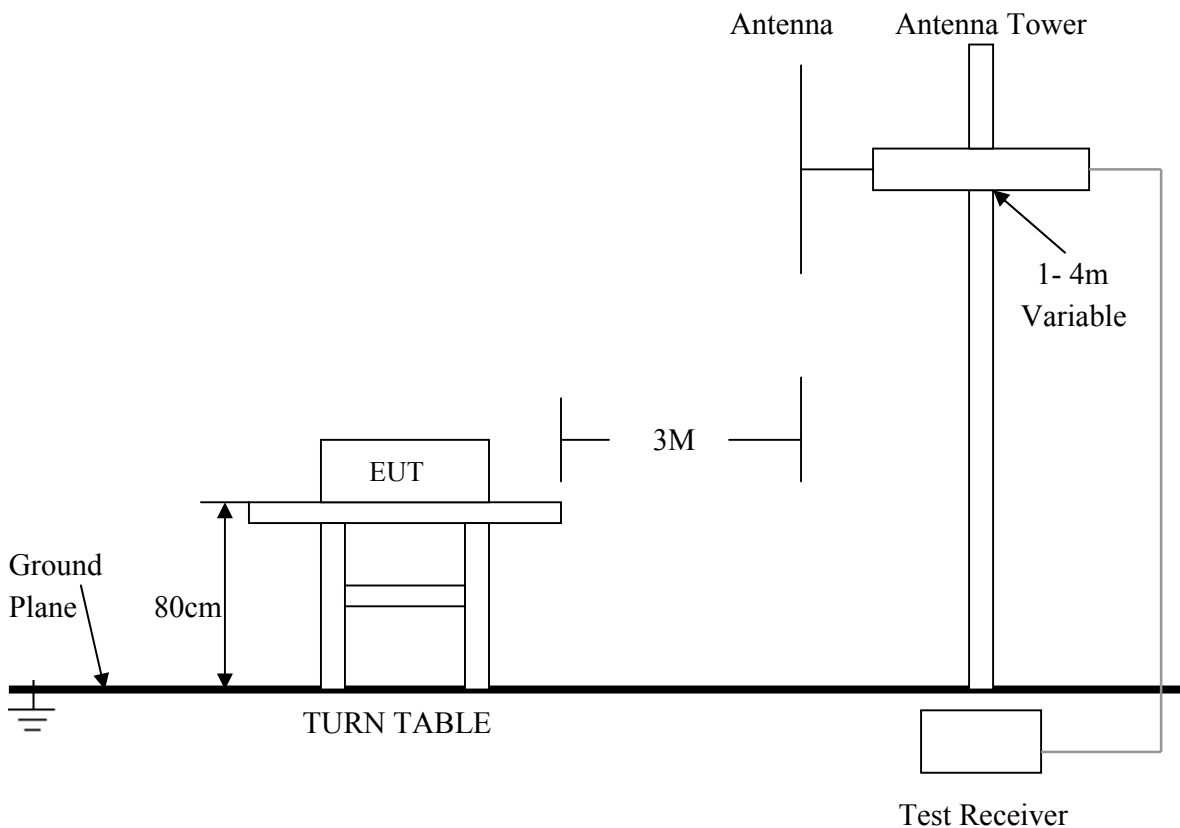 Antenna
Antenna Tower
1- 4m
Variable
3M
EUT
Ground
Plane
80cm
TURN TABLE
Test Receiver